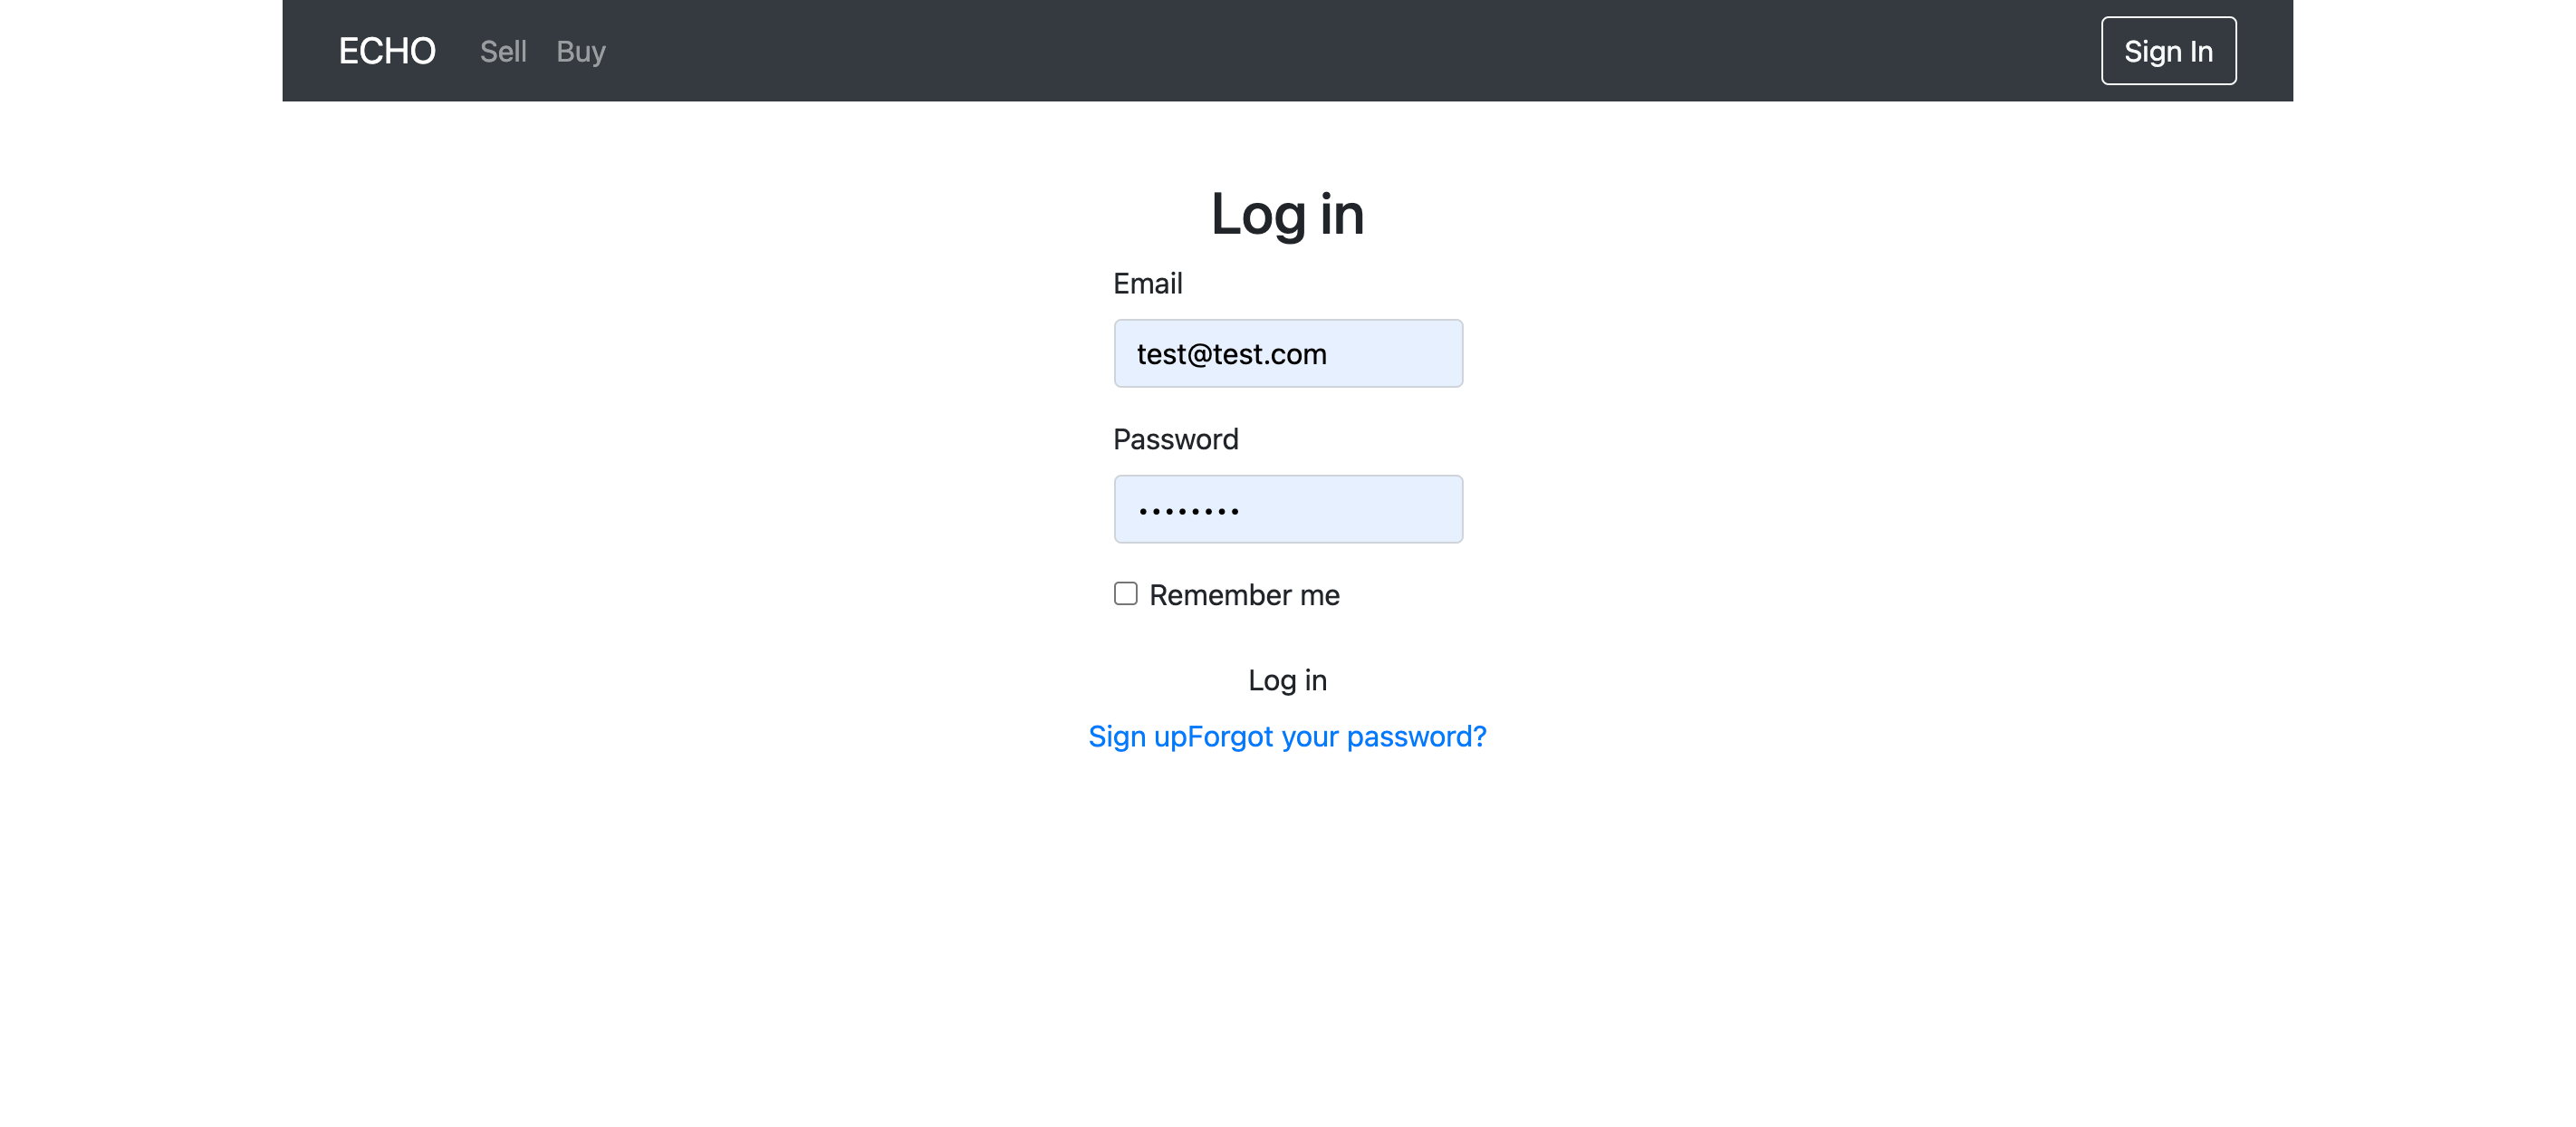 ECHO Sell Buy Sign In
Log in
Email
test@test.com
Password
••••••••
Remember me
Log in
Sign upForgot your password?